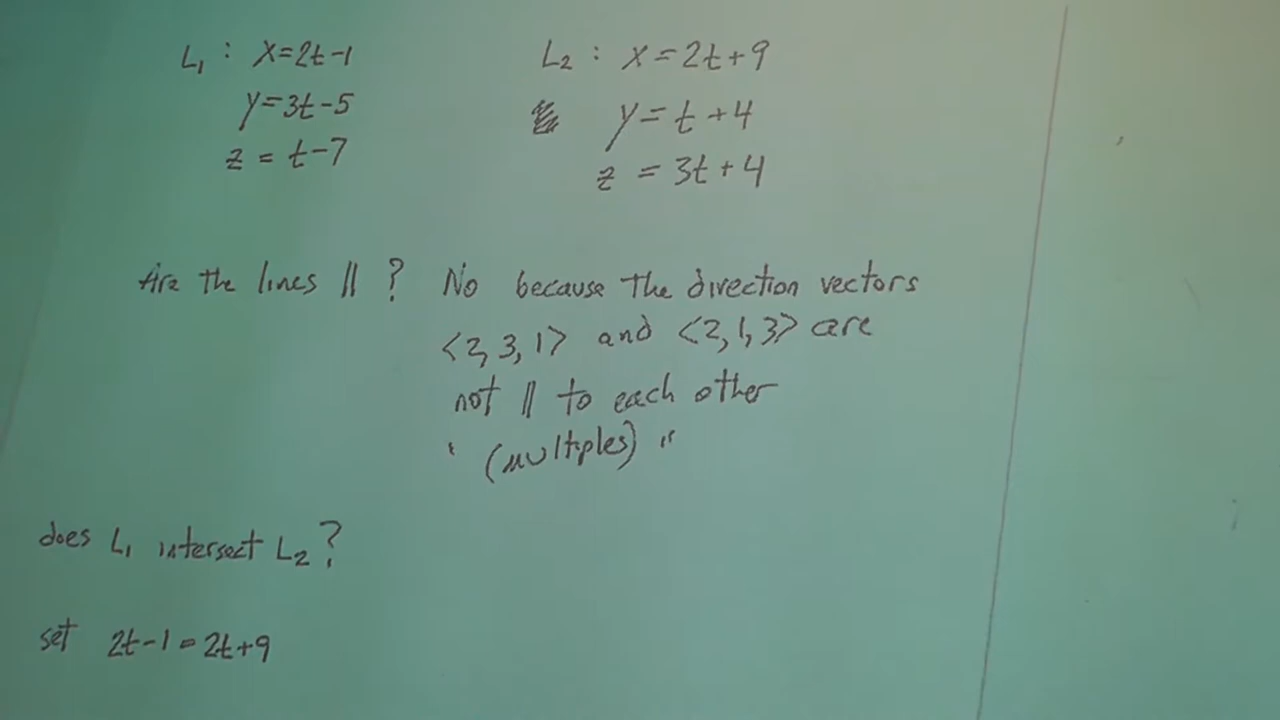 L₁ : x=2t-1
y=3t-5
z = t-7
L₂ : x=2t+9
y = t+4
z = 3t+4
Are the lines || ? No because the direction vectors
<2, 3, 1> and <2, 1, 3> are
not || to each other
" (multiples) "
does L₁ intersect L₂?
set 2t-1=2t+9